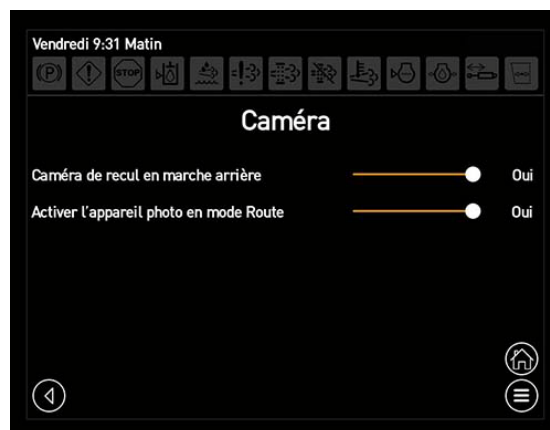 Vendredi 9:31 Matin
(P)
STOP
Caméra
Caméra de recul en marche arrière Oui
Activer l'appareil photo en mode Route Oui